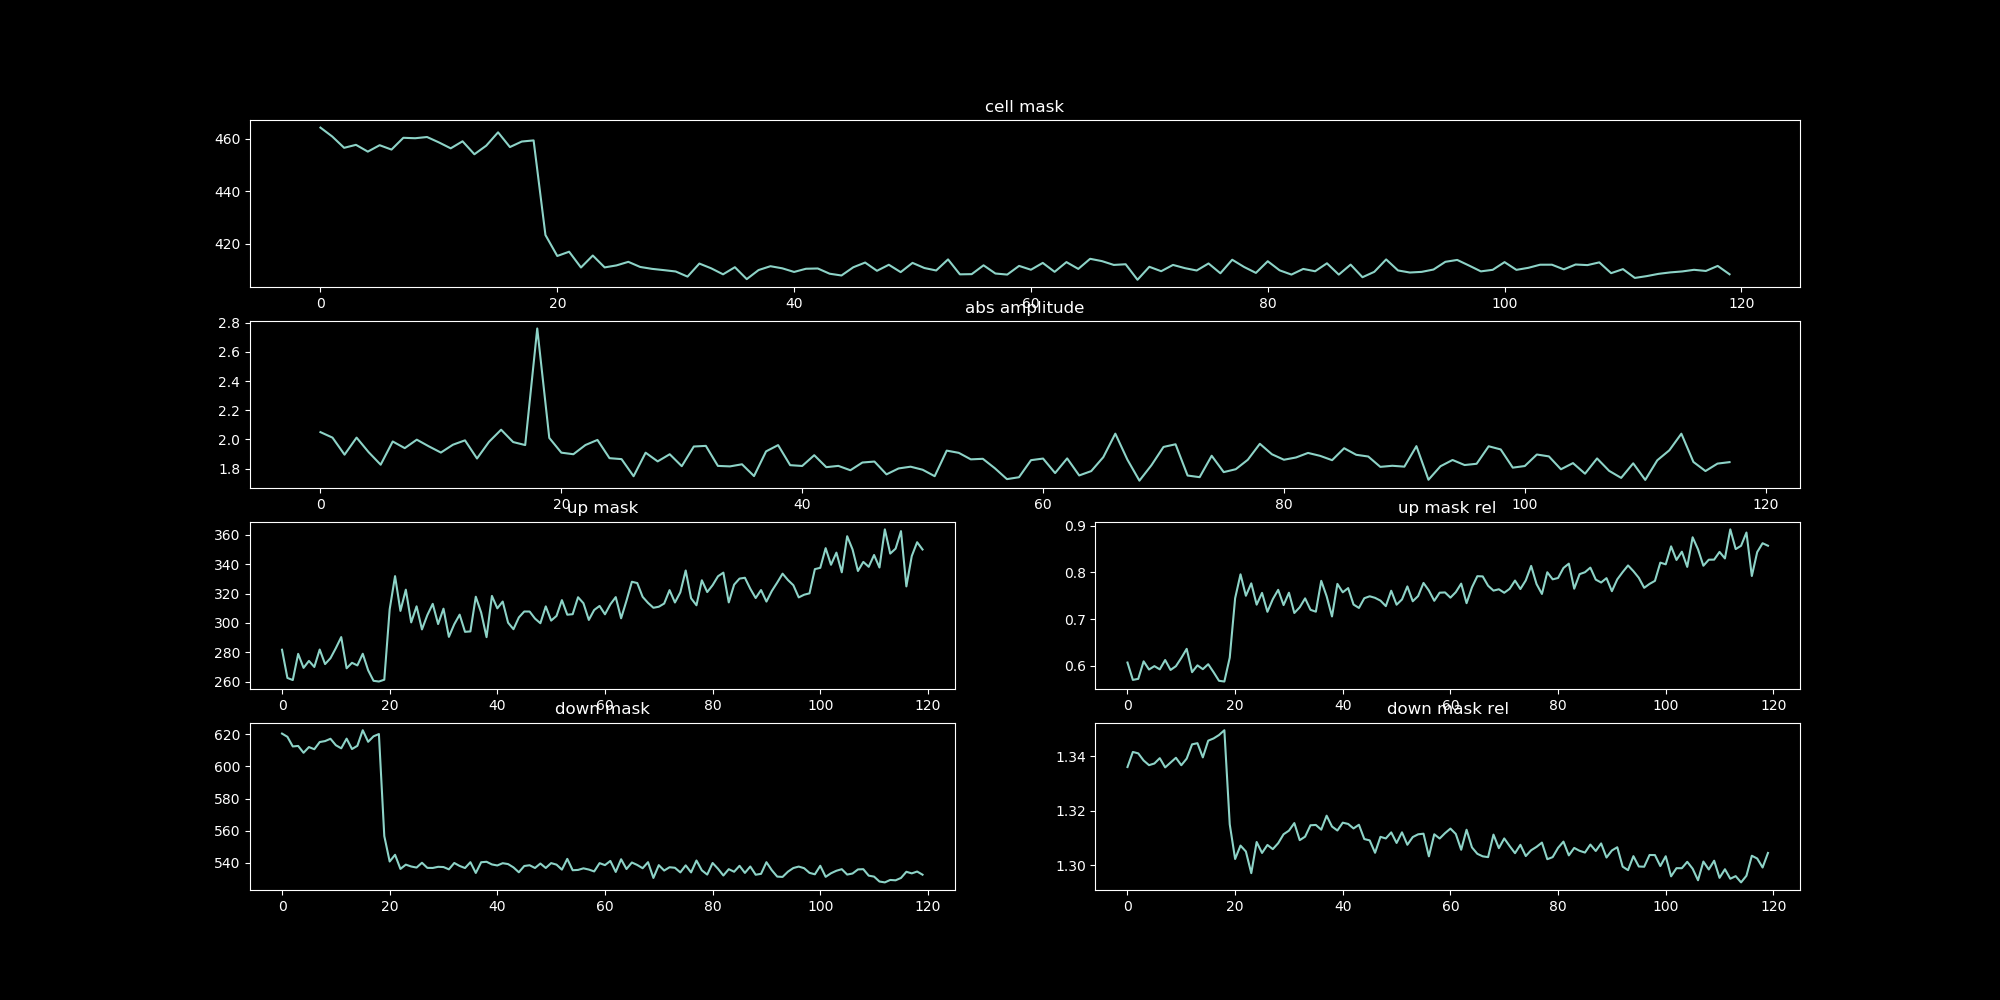 cell mask
460
440
420
0 20 40 60 80 100 120
abs amplitude
2.8
2.6
2.4
2.2
2.0
1.8
0 20 40 60 80 100 120
up mask
360
340
320
300
280
260
0 20 40 60 80 100 120
up mask rel
0.9
0.8
0.7
0.6
0 20 40 60 80 100 120
down mask
620
600
580
560
540
0 20 40 60 80 100 120
down mask rel
1.34
1.32
1.30
0 20 40 60 80 100 120